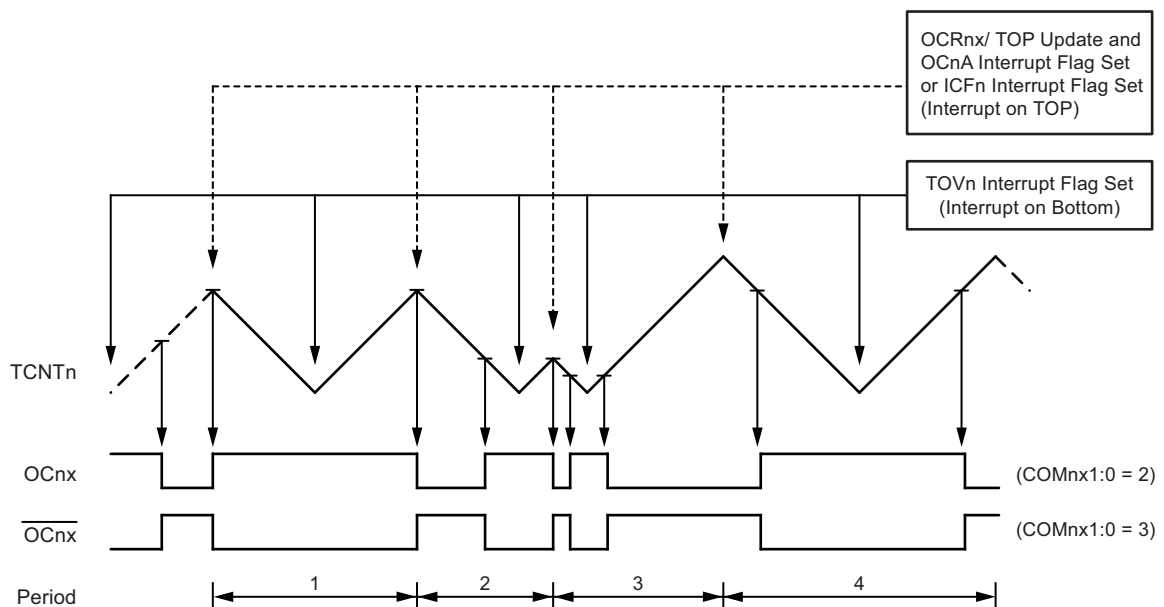 OCRnx/ TOP Update and
OCnA Interrupt Flag Set
or ICFn Interrupt Flag Set
(Interrupt on TOP)
TOVn Interrupt Flag Set
(Interrupt on Bottom)
TCNTn
OCnx
(COMnx1:0 = 2)
OCnx
(COMnx1:0 = 3)
Period
1
2
3
4